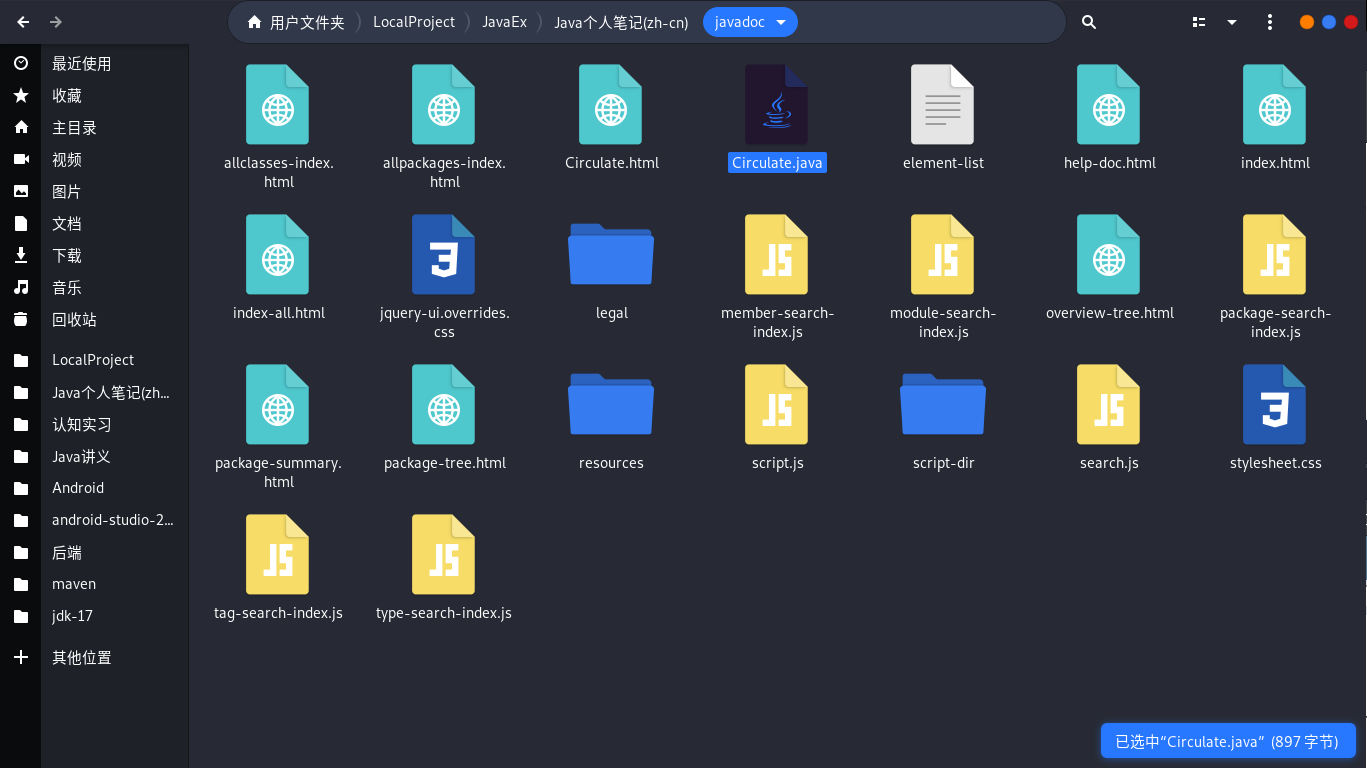 用户文件夹 LocalProject JavaEx Java个人笔记(zh-cn) javadoc
最近使用
收藏
主目录
视频
图片
文档
下载
音乐
回收站
LocalProject
Java个人笔记(zh...
认知实习
Java讲义
Android
android-studio-2...
后端
maven
jdk-17
其他位置
allclasses-index.
html
allpackages-index.
html
Circulate.html
Circulate.java
element-list
help-doc.html
index.html
index-all.html
jquery-ui.overrides.
css
legal
member-search-
index.js
module-search-
index.js
overview-tree.html
package-search-
index.js
package-summary.
html
package-tree.html
resources
script.js
script-dir
search.js
stylesheet.css
tag-search-index.js
type-search-index.js
已选中“Circulate.java” (897 字节)